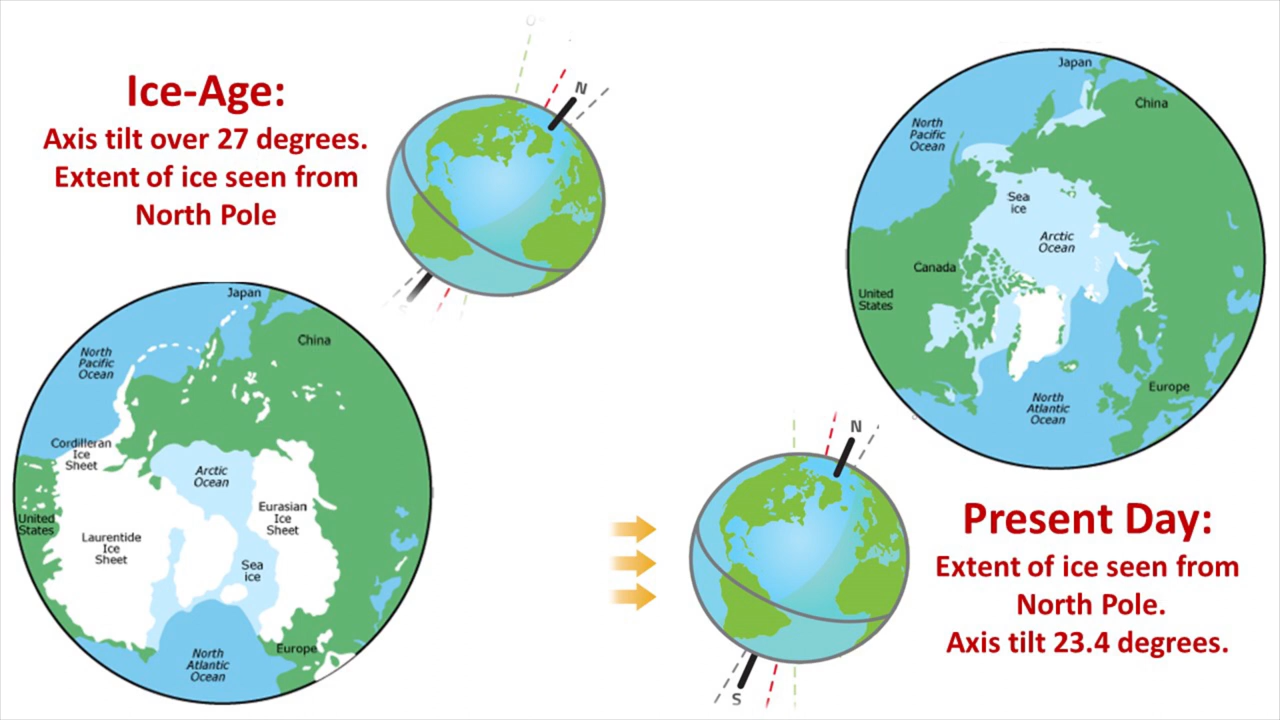 Ice-Age:
Axis tilt over 27 degrees.
Extent of ice seen from
North Pole
N
Japan
China
North
Pacific
Ocean
Cordilleran
Ice
Sheet
Arctic
Ocean
United
States
Laurentide
Ice
Sheet
Eurasian
Ice
Sheet
Sea
ice
North
Atlantic
Ocean
Europe
Japan
China
North
Pacific
Ocean
Sea
ice
Arctic
Ocean
Canada
United
States
Europe
North
Atlantic
Ocean
N
S
Present Day:
Extent of ice seen from
North Pole.
Axis tilt 23.4 degrees.